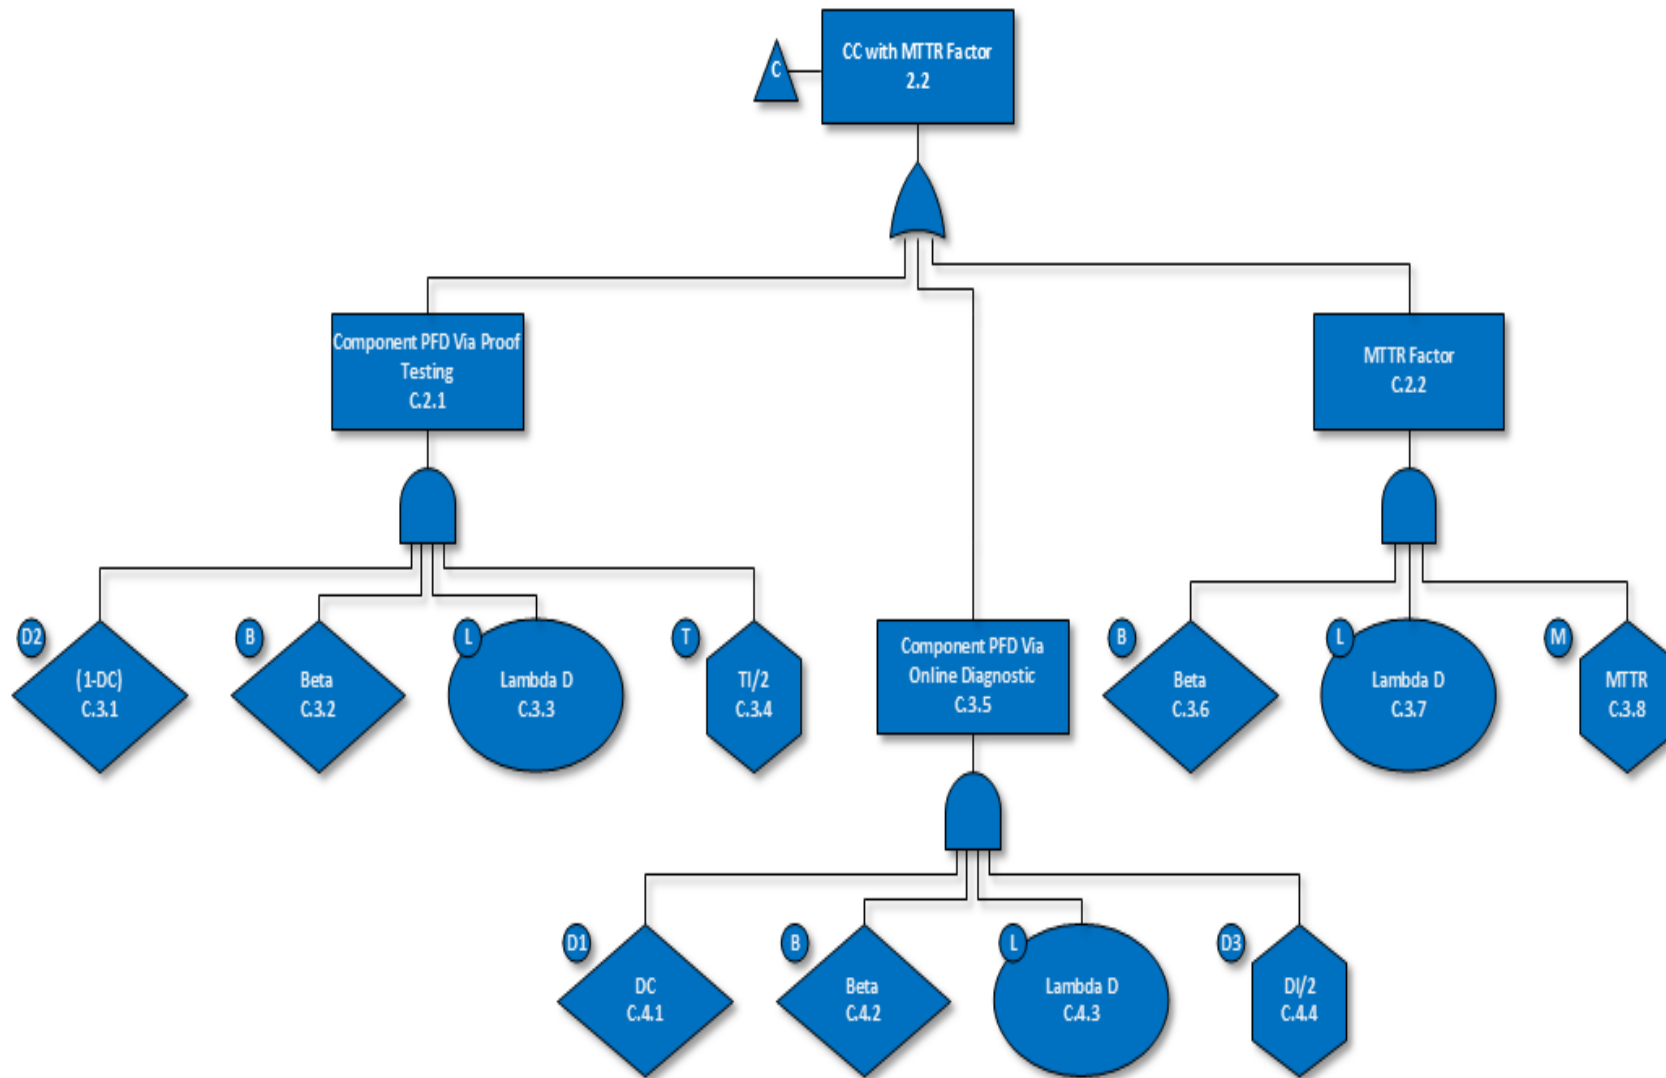 CC with MTTR Factor
2.2
C
Component PFD Via Proof
Testing
C.2.1
MTTR Factor
C.2.2
D2
(1-DC)
C.3.1
B
Beta
C.3.2
L
Lambda D
C.3.3
T
TI/2
C.3.4
Component PFD Via
Online Diagnostic
C.3.5
B
Beta
C.3.6
L
Lambda D
C.3.7
M
MTTR
C.3.8
D1
DC
C.4.1
B
Beta
C.4.2
L
Lambda D
C.4.3
D3
DI/2
C.4.4